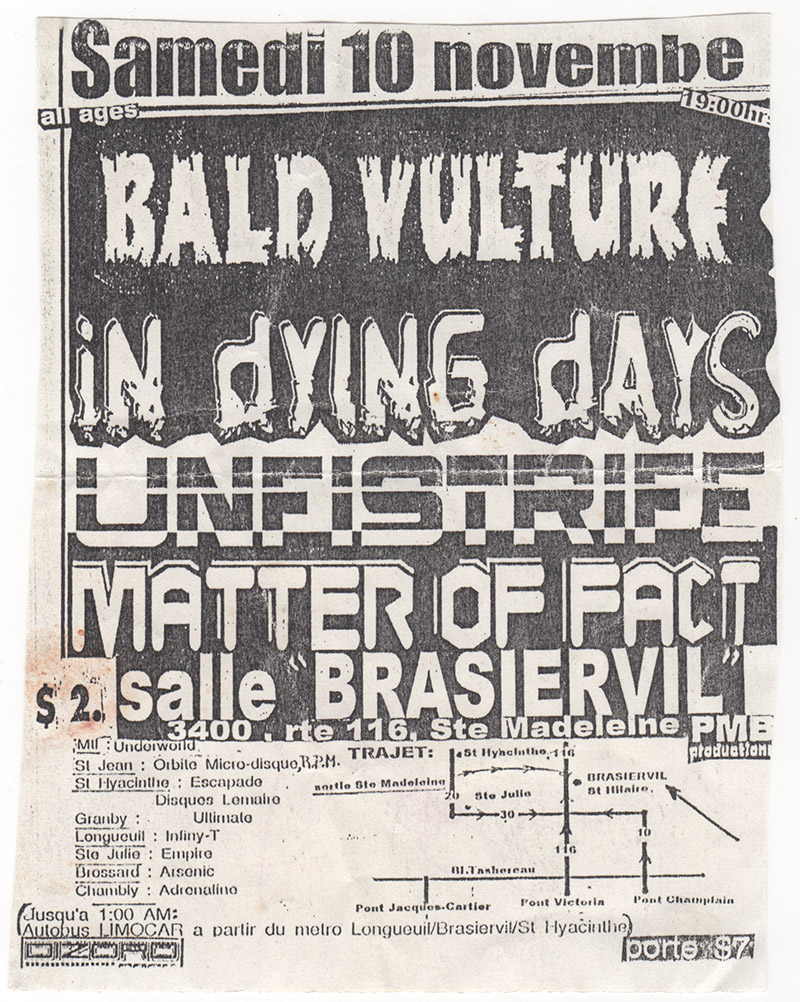 Samedi 10 novembe
all ages
19:00hr
BALD VULTURE
iN dYING dAYS
UNFISTRIFE
MATTER OF FACT
$ 2. salle "BRASIERVIL"
3400 , rte 116, Ste Madeleine PMB
productions
Mtl : Underworld
St Jean : Orbite Micro-disque, R.P.M.
St Hyacinthe : Escapade
Disques Lemaire
Granby : Ultimate
Longueuil : Infiny-T
Ste Julie : Empire
Brossard : Arsenic
Chambly : Adrenaline
TRAJET:
St Hyacinthe 116
sortie Ste Madeleine
BRASIERVIL
St Hilaire
20 Ste Julie
30
10
116
Bl.Tashereau
Pont Jacques-Cartier
Pont Victoria
Pont Champlain
(Jusqu'a 1:00 AM:
Autobus LIMOCAR a partir du metro Longueuil/Brasiervil/St Hyacinthe)
porte $7